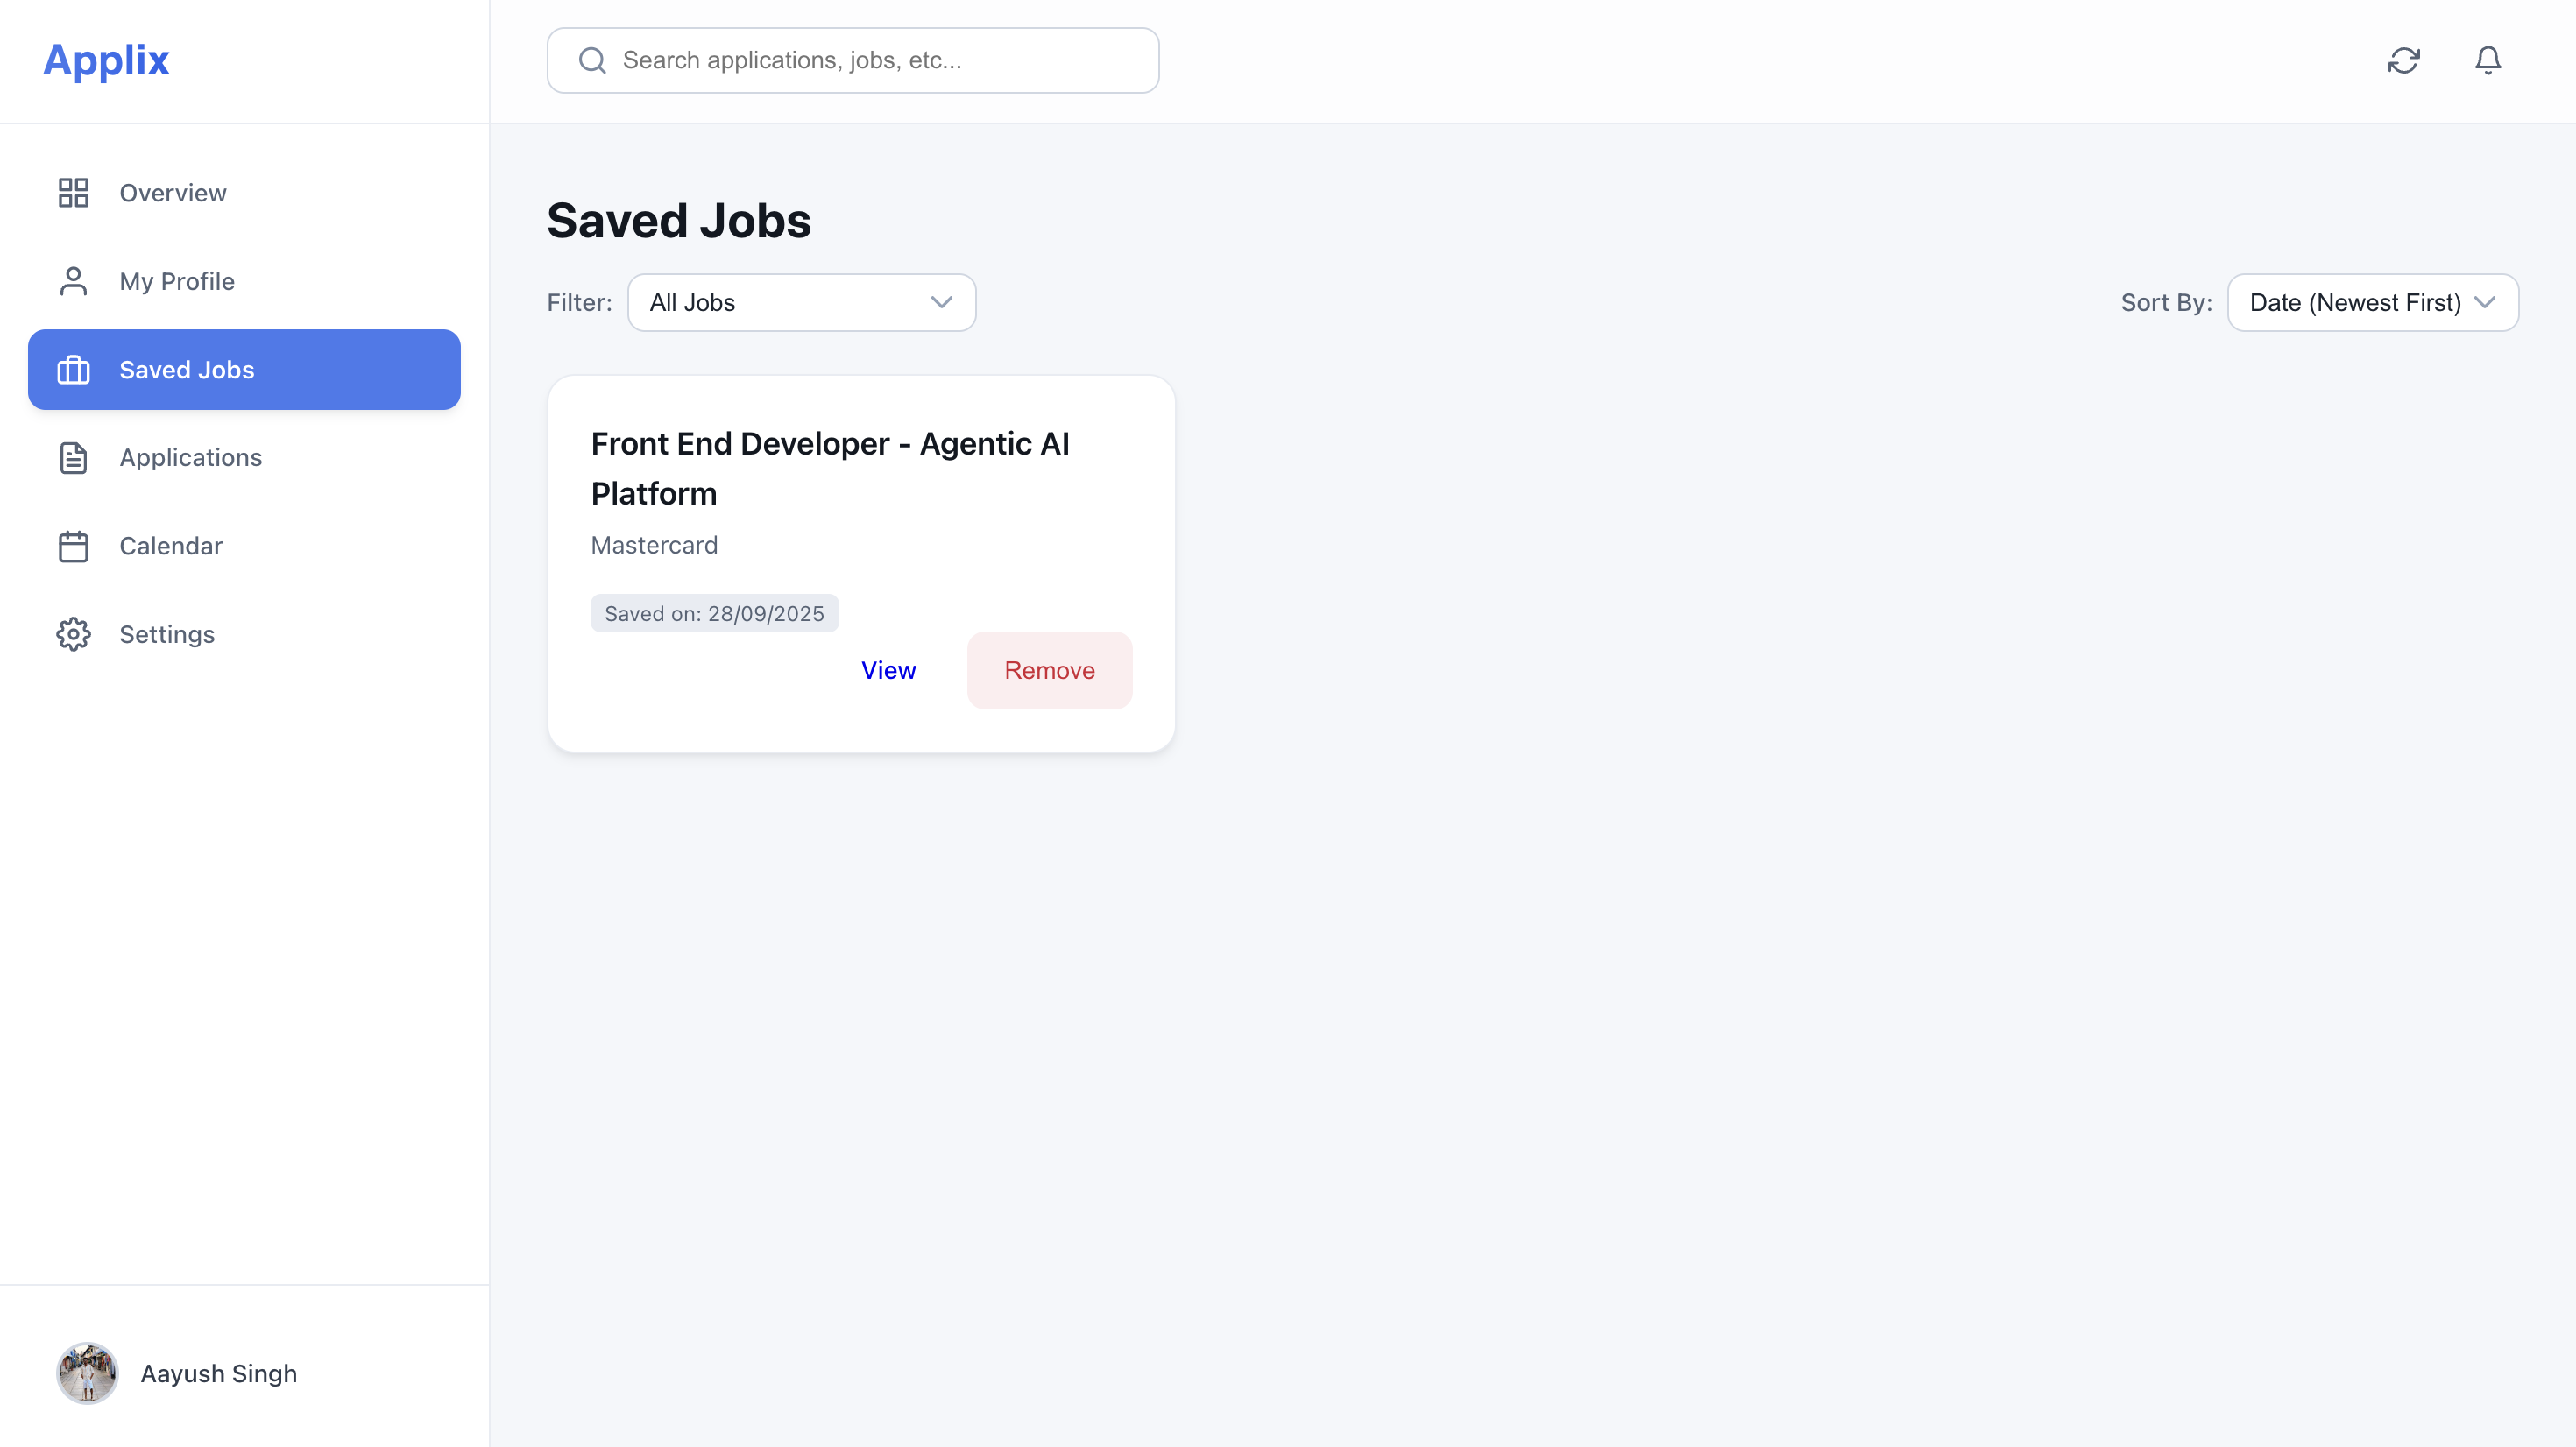 Applix
Search applications, jobs, etc...
Overview
My Profile
Saved Jobs
Applications
Calendar
Settings
Aayush Singh
Saved Jobs
Filter: All Jobs
Sort By: Date (Newest First)
Front End Developer - Agentic AI
Platform
Mastercard
Saved on: 28/09/2025
View Remove